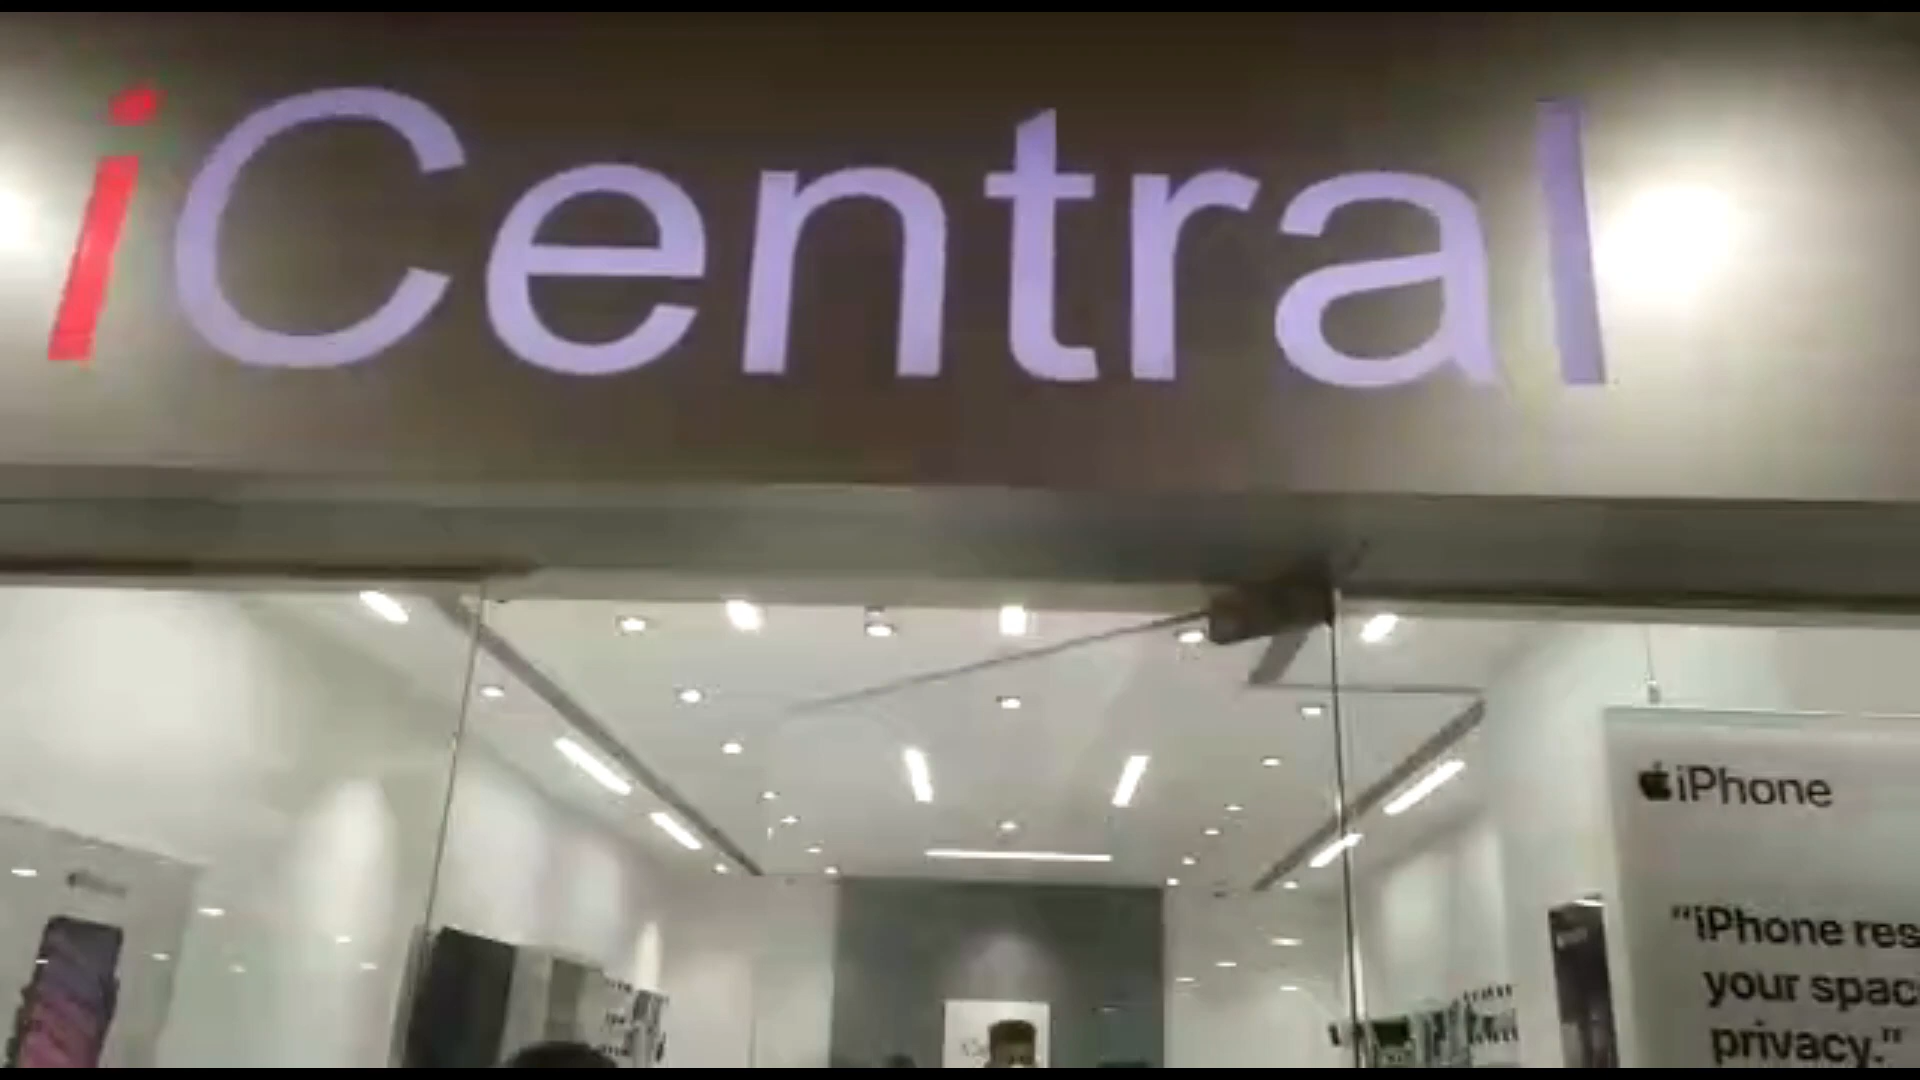 iCentral
iPhone
"iPhone res
your spac
privacy."